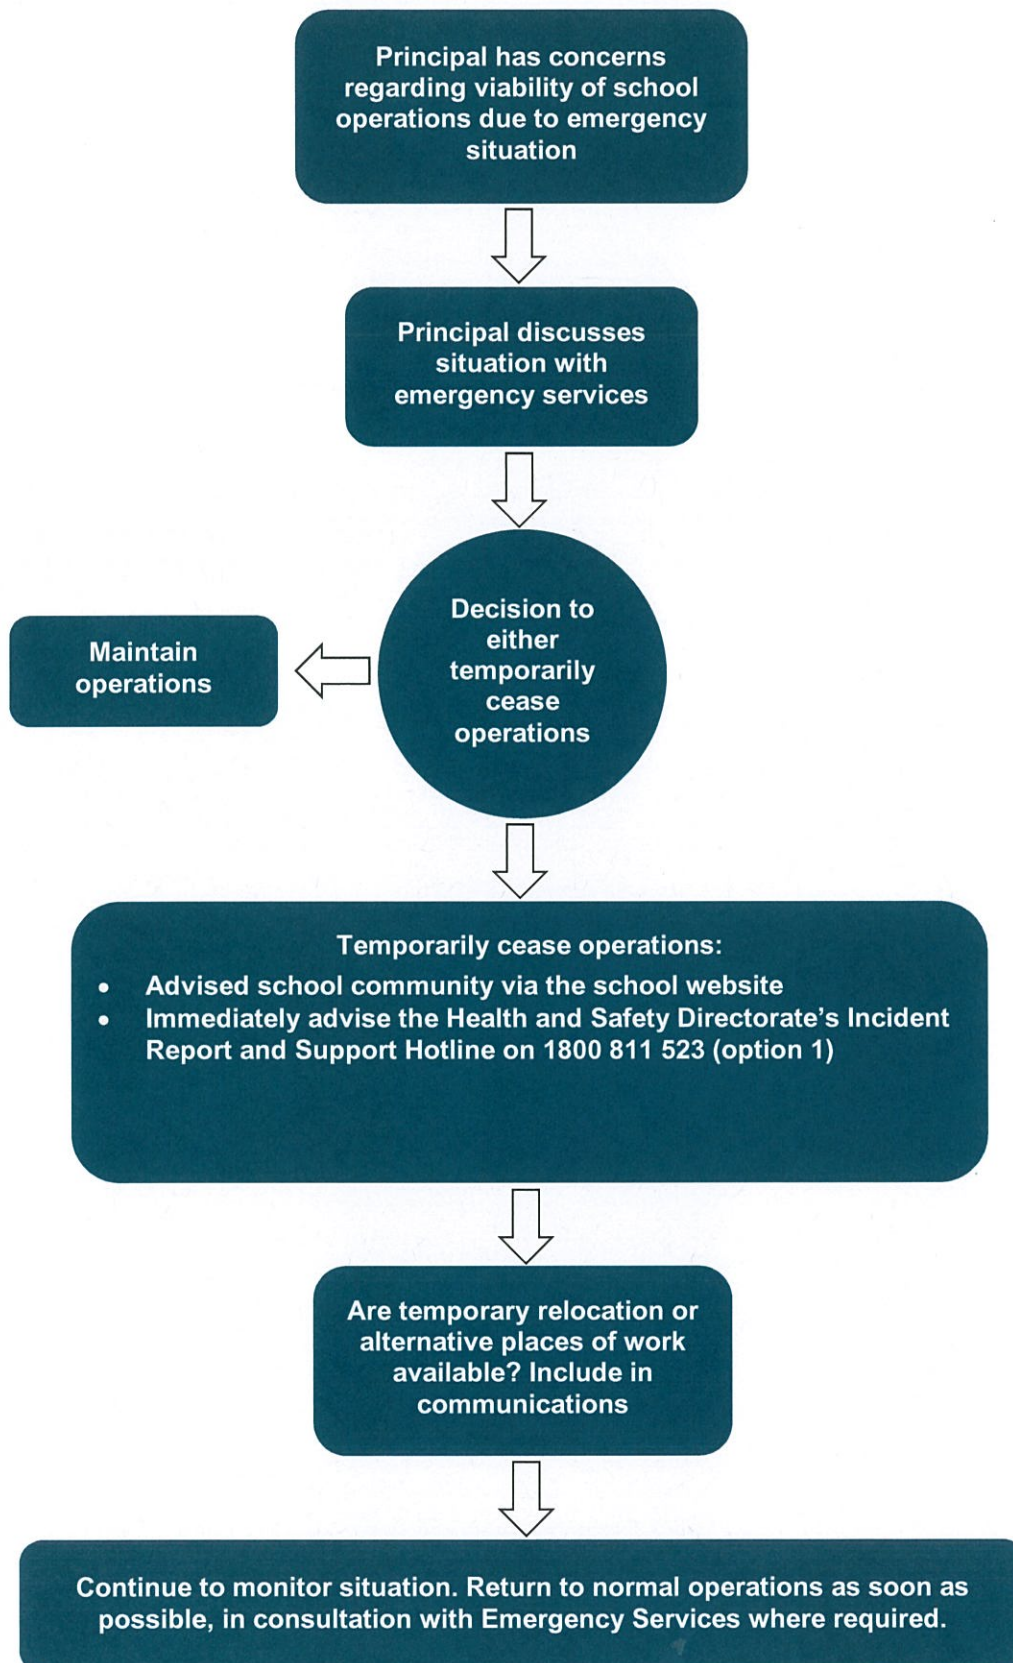 Principal has concerns
regarding viability of school
operations due to emergency
situation
Principal discusses
situation with
emergency services
Decision to
either
temporarily
cease
operations
Maintain
operations
Temporarily cease operations:
• Advised school community via the school website
• Immediately advise the Health and Safety Directorate's Incident
Report and Support Hotline on 1800 811 523 (option 1)
Are temporary relocation or
alternative places of work
available? Include in
communications
Continue to monitor situation. Return to normal operations as soon as
possible, in consultation with Emergency Services where required.